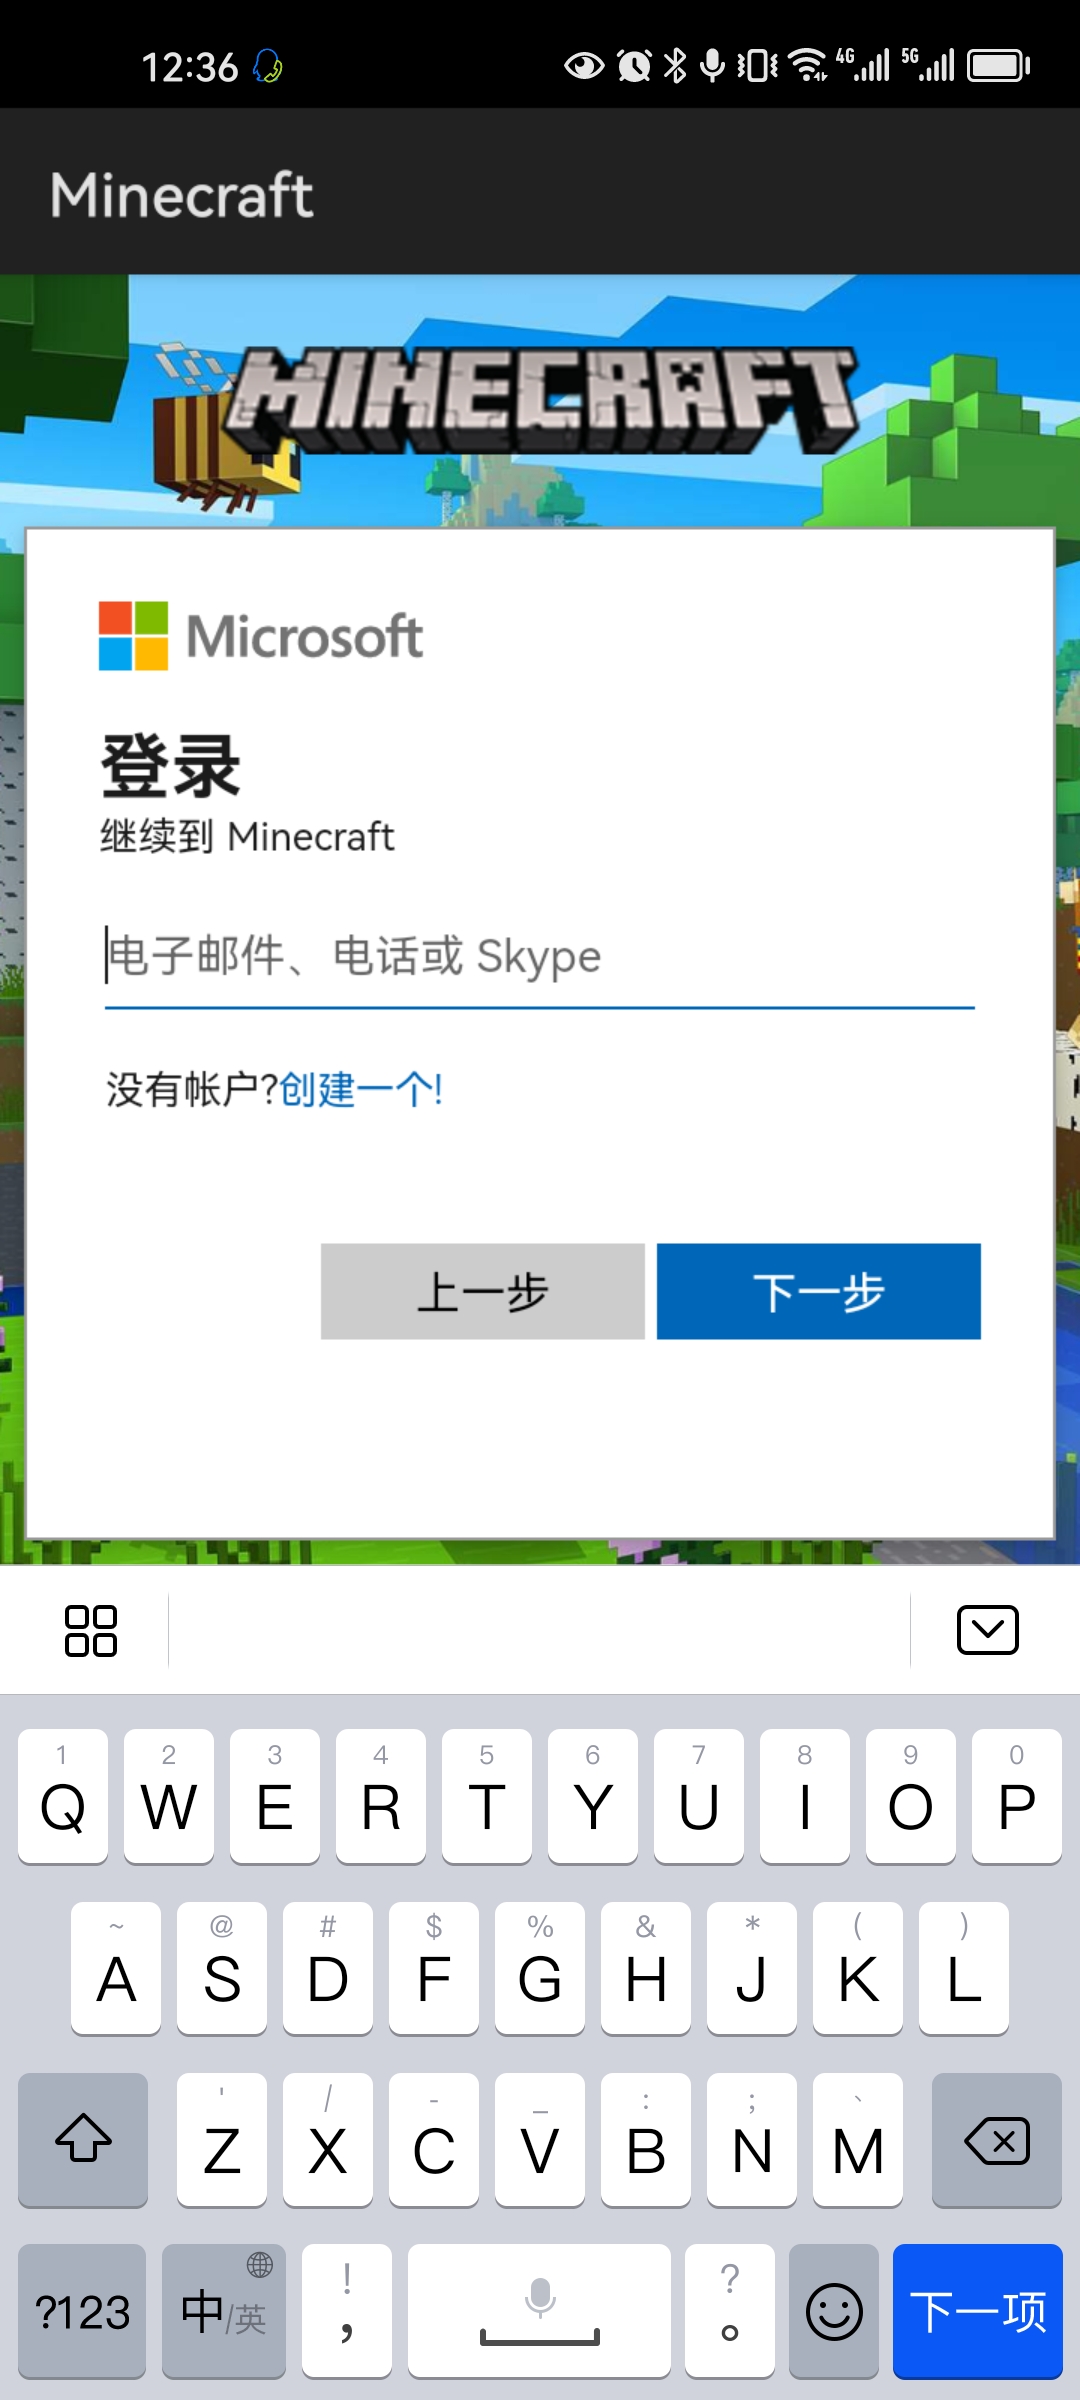 12:36 4G 5G
Minecraft
MINECRAFT
Microsoft
登录
继续到 Minecraft
电子邮件、电话或 Skype
没有帐户?创建一个!
上一步 下一步
1 2 3 4 5 6 7 8 9 0
Q W E R T Y U I O P
~ @ # $ % & * ( )
A S D F G H J K L
' / - _ : ; 、
Z X C V B N M
! ?
?123 中/英 , 。 下一项